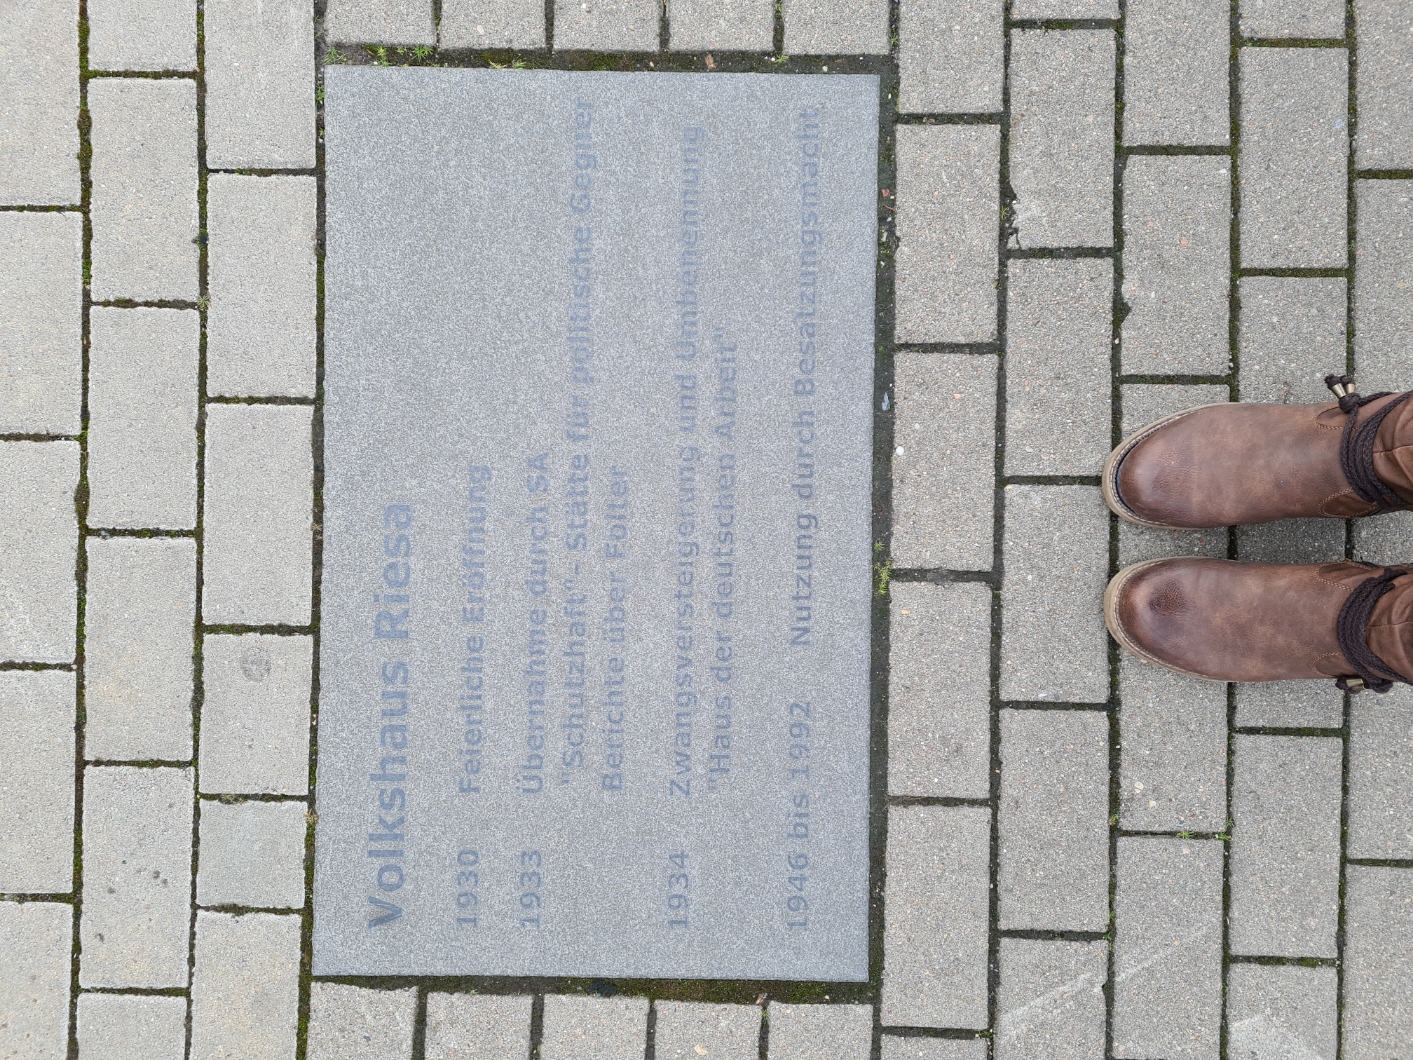 Volkshaus Riesa
1930 Feierliche Eröffnung
1933 Übernahme durch SA
"Schutzhaft"- Stätte für politische Gegner
Berichte über Folter
1934 Zwangsversteigerung und Umbenennung
"Haus der deutschen Arbeit"
1946 bis 1992 Nutzung durch Besatzungsmacht